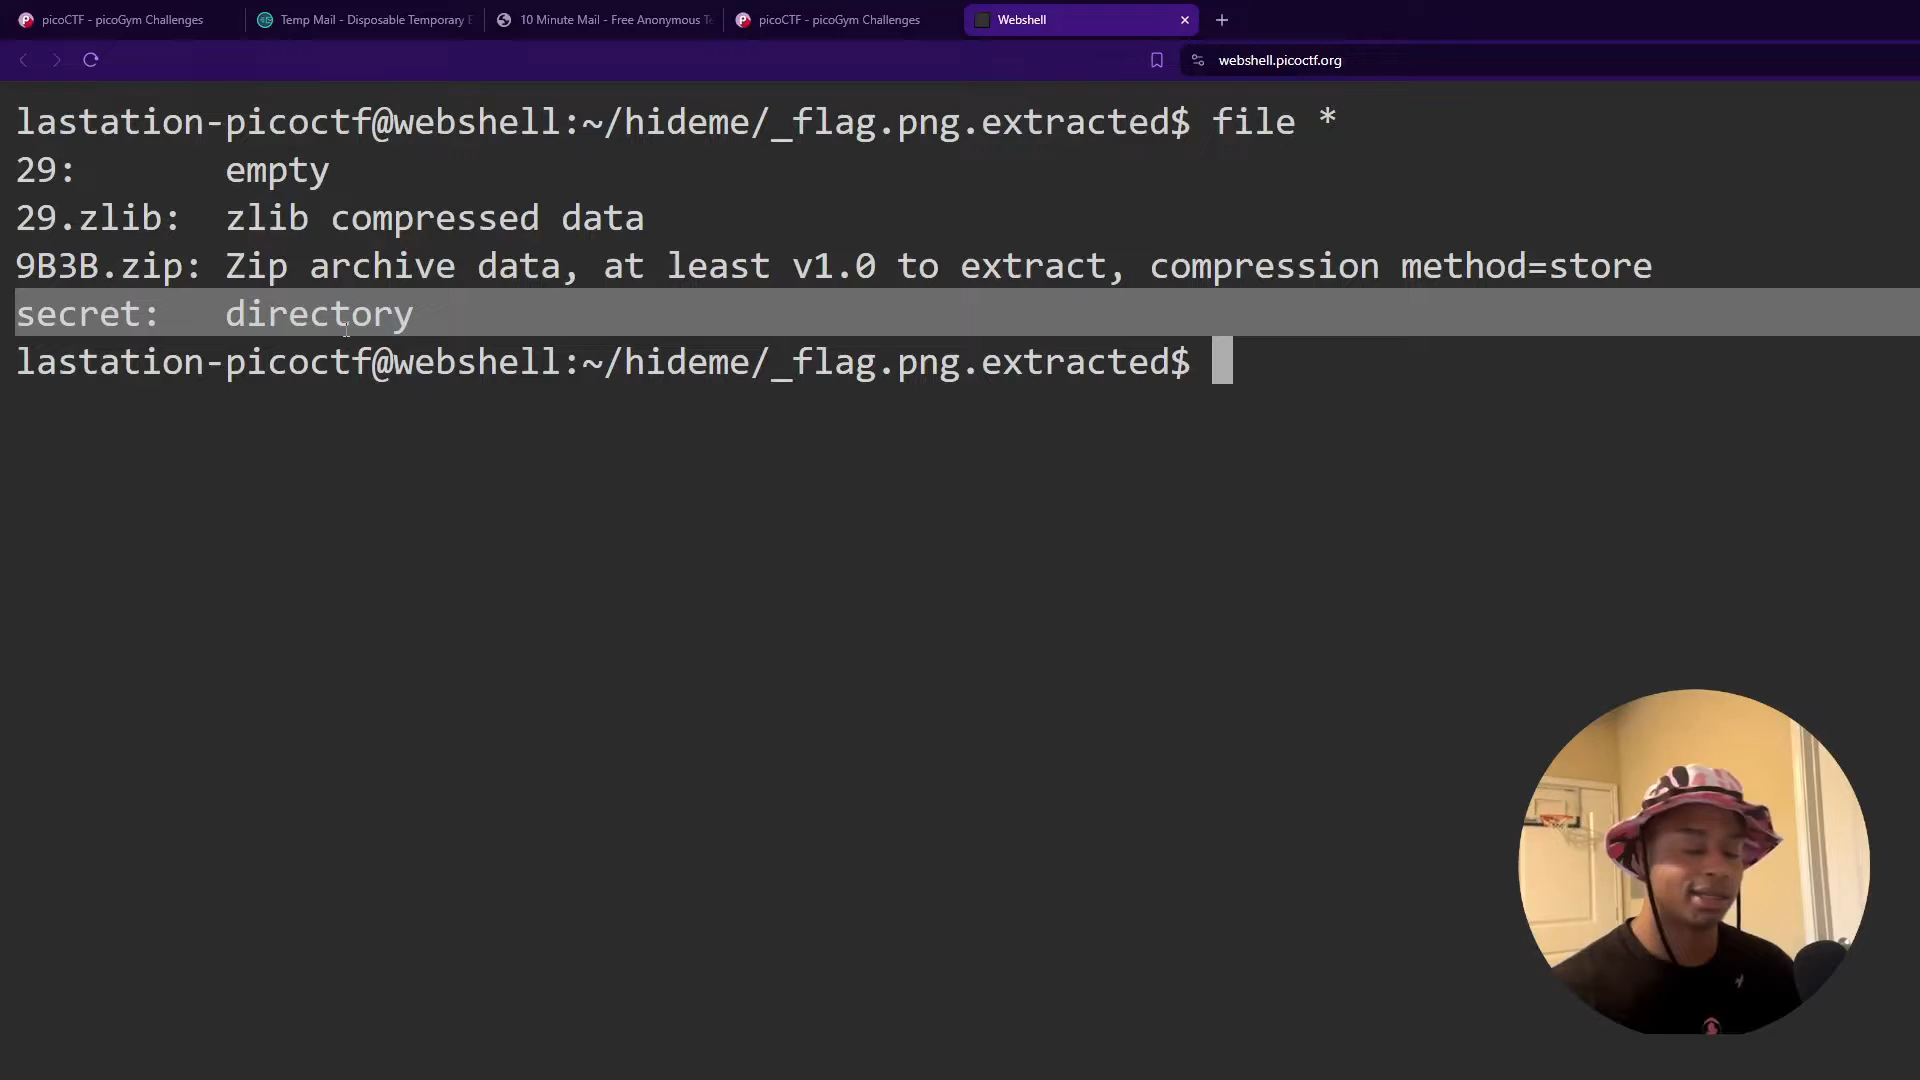 picoCTF - picoGym Challenges
Temp Mail - Disposable Temporary E
10 Minute Mail - Free Anonymous Te
picoCTF - picoGym Challenges
Webshell
webshell.picoctf.org
lastation-picoctf@webshell:~/hideme/_flag.png.extracted$ file *
29: empty
29.zlib: zlib compressed data
9B3B.zip: Zip archive data, at least v1.0 to extract, compression method=store
secret: directory
lastation-picoctf@webshell:~/hideme/_flag.png.extracted$